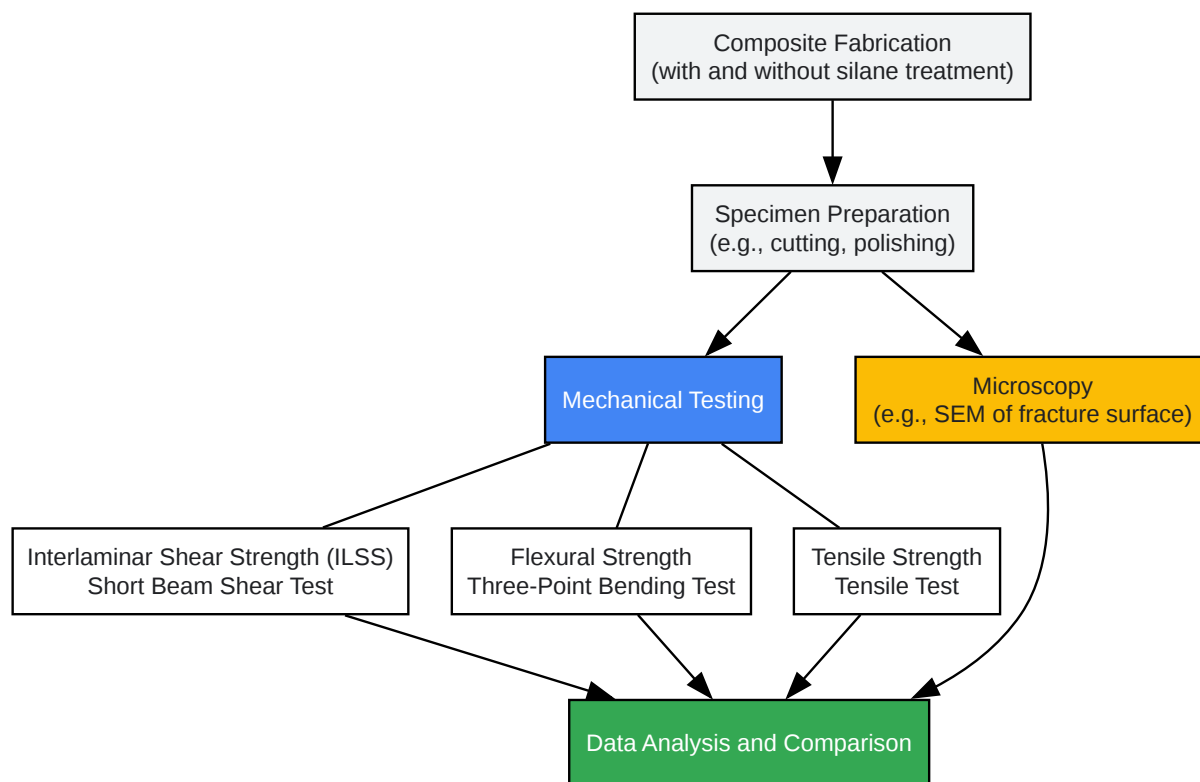 Composite Fabrication
(with and without silane treatment)
Specimen Preparation
(e.g., cutting, polishing)
Mechanical Testing
Microscopy
(e.g., SEM of fracture surface)
Interlaminar Shear Strength (ILSS)
Short Beam Shear Test
Flexural Strength
Three-Point Bending Test
Tensile Strength
Tensile Test
Data Analysis and Comparison